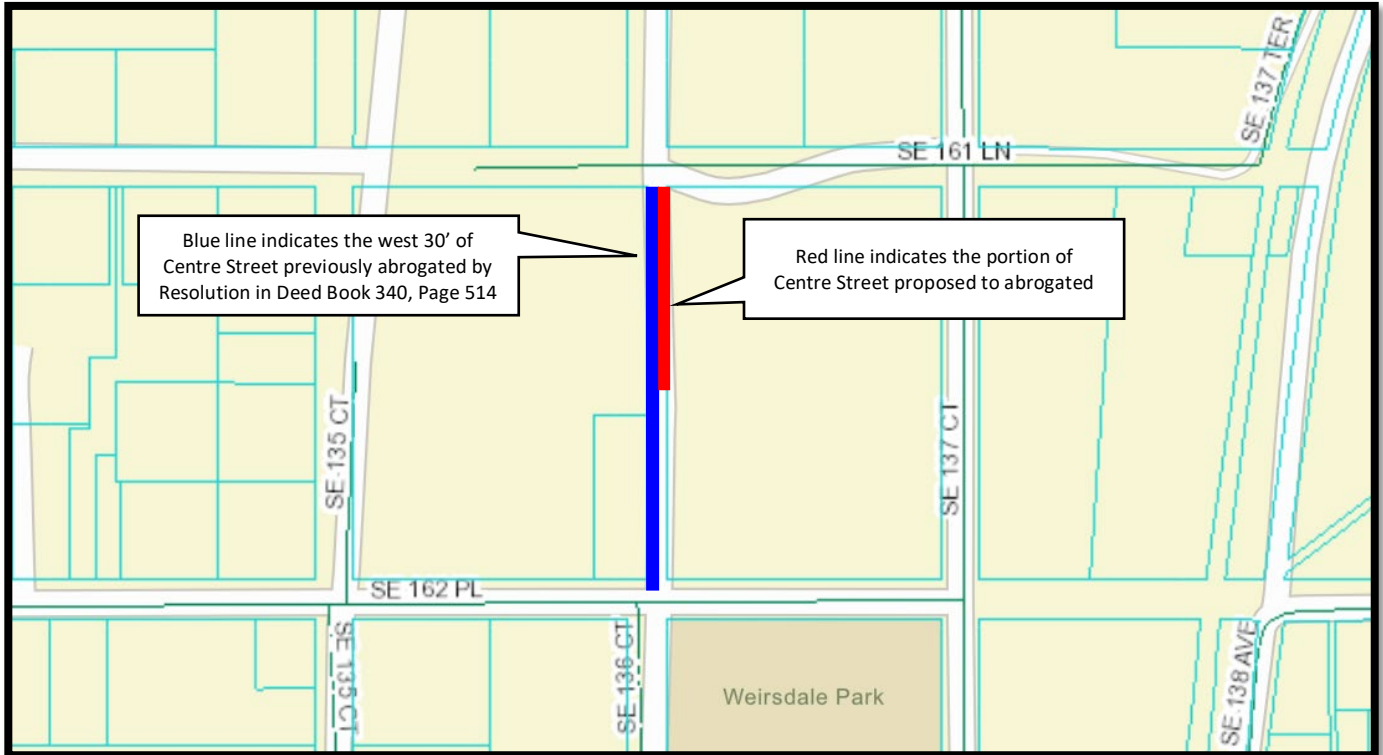 SE 137 TER
SE 161 LN
Blue line indicates the west 30’ of
Centre Street previously abrogated by
Resolution in Deed Book 340, Page 514
Red line indicates the portion of
Centre Street proposed to abrogated
SE 135 CT
SE 137 CT
SE 162 PL
SE 135 CT
SE 136 CT
Weirsdale Park
SE 138 AVE